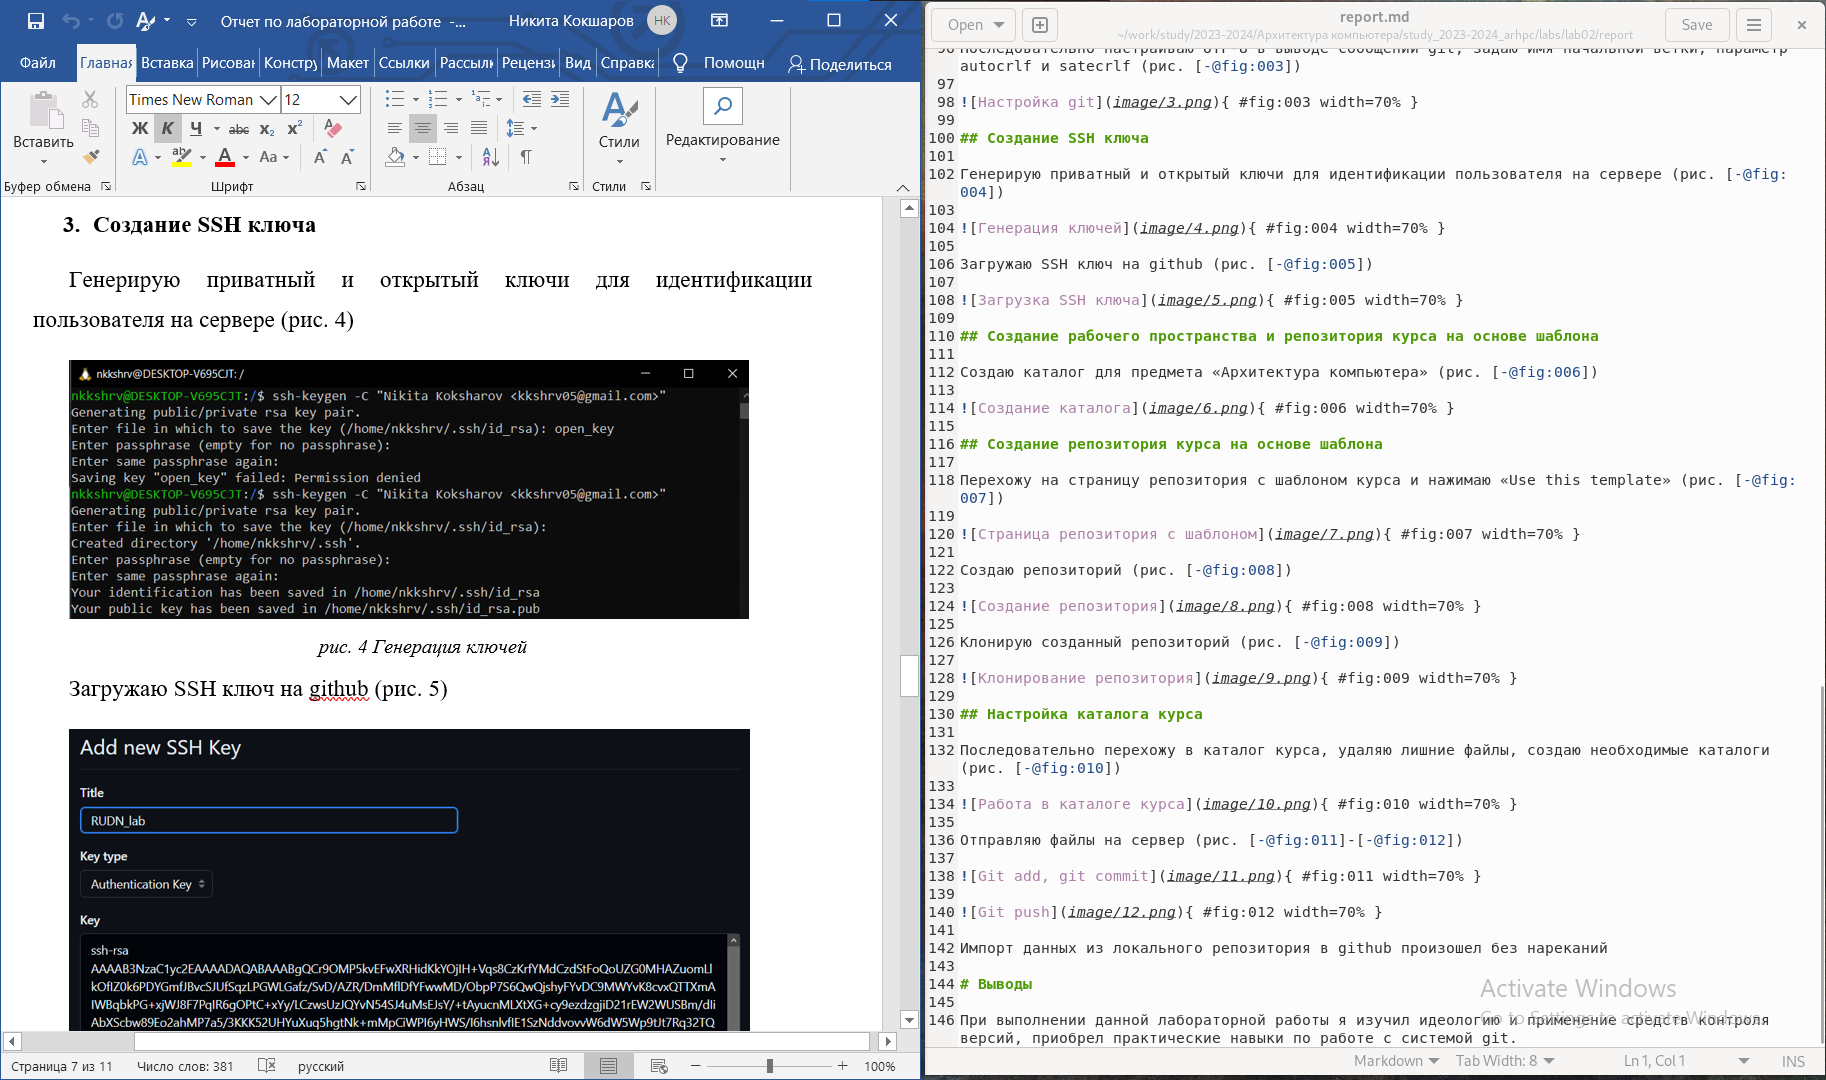 Отчет по лабораторной работе -...
Никита Кокшаров
НК
Файл
Главная
Вставка
Рисован
Констру
Макет
Ссылки
Рассылк
Рецензи
Вид
Справка
Помощн
Поделиться
Вставить
Буфер обмена
Times New Roman
12
Ж К Ч abc x₂ x²
Aa
Шрифт
Абзац
Стили
Стили
Редактирование
3. Создание SSH ключа
Генерирую приватный и открытый ключи для идентификации
пользователя на сервере (рис. 4)
nkkshrv@DESKTOP-V695CJT: /
nkkshrv@DESKTOP-V695CJT:/$ ssh-keygen -C "Nikita Koksharov <kkshrv05@gmail.com>"
Generating public/private rsa key pair.
Enter file in which to save the key (/home/nkkshrv/.ssh/id_rsa): open_key
Enter passphrase (empty for no passphrase):
Enter same passphrase again:
Saving key "open_key" failed: Permission denied
nkkshrv@DESKTOP-V695CJT:/$ ssh-keygen -C "Nikita Koksharov <kkshrv05@gmail.com>"
Generating public/private rsa key pair.
Enter file in which to save the key (/home/nkkshrv/.ssh/id_rsa):
Created directory '/home/nkkshrv/.ssh'.
Enter passphrase (empty for no passphrase):
Enter same passphrase again:
Your identification has been saved in /home/nkkshrv/.ssh/id_rsa
Your public key has been saved in /home/nkkshrv/.ssh/id_rsa.pub
рис. 4 Генерация ключей
Загружаю SSH ключ на github (рис. 5)
Add new SSH Key
Title
RUDN_lab
Key type
Authentication Key
Key
ssh-rsa
Страница 7 из 11
Число слов: 381
русский
100%
Open
report.md
~/work/study/2023-2024/Архитектура компьютера/study_2023-2024_arhpc/labs/lab02/report
Save
96 Последовательно настраиваю utf-8 в выводе сообщений git, задаю имя начальной ветки, параметр
autocrlf и satecrlf (рис. [-@fig:003])
97
98 ![Настройка git](image/3.png){ #fig:003 width=70% }
99
100 ## Создание SSH ключа
101
102 Генерирую приватный и открытый ключи для идентификации пользователя на сервере (рис. [-@fig:
004])
103
104 ![Генерация ключей](image/4.png){ #fig:004 width=70% }
105
106 Загружаю SSH ключ на github (рис. [-@fig:005])
107
108 ![Загрузка SSH ключа](image/5.png){ #fig:005 width=70% }
109
110 ## Создание рабочего пространства и репозитория курса на основе шаблона
111
112 Создаю каталог для предмета «Архитектура компьютера» (рис. [-@fig:006])
113
114 ![Создание каталога](image/6.png){ #fig:006 width=70% }
115
116 ## Создание репозитория курса на основе шаблона
117
118 Перехожу на страницу репозитория с шаблоном курса и нажимаю «Use this template» (рис. [-@fig:
007])
119
120 ![Страница репозитория с шаблоном](image/7.png){ #fig:007 width=70% }
121
122 Создаю репозиторий (рис. [-@fig:008])
123
124 ![Создание репозитория](image/8.png){ #fig:008 width=70% }
125
126 Клонирую созданный репозиторий (рис. [-@fig:009])
127
128 ![Клонирование репозитория](image/9.png){ #fig:009 width=70% }
129
130 ## Настройка каталога курса
131
132 Последовательно перехожу в каталог курса, удаляю лишние файлы, создаю необходимые каталоги
(рис. [-@fig:010])
133
134 ![Работа в каталоге курса](image/10.png){ #fig:010 width=70% }
135
136 Отправляю файлы на сервер (рис. [-@fig:011]-[-@fig:012])
137
138 ![Git add, git commit](image/11.png){ #fig:011 width=70% }
139
140 ![Git push](image/12.png){ #fig:012 width=70% }
141
142 Импорт данных из локального репозитория в github произошел без нареканий
143
144 # Выводы
145
146 При выполнении данной лабораторной работы я изучил идеологию и применение средств контроля
версий, приобрел практические навыки по работе с системой git.
Activate Windows
Go to Settings to activate Windows.
Markdown
Tab Width: 8
Ln 1, Col 1
INS